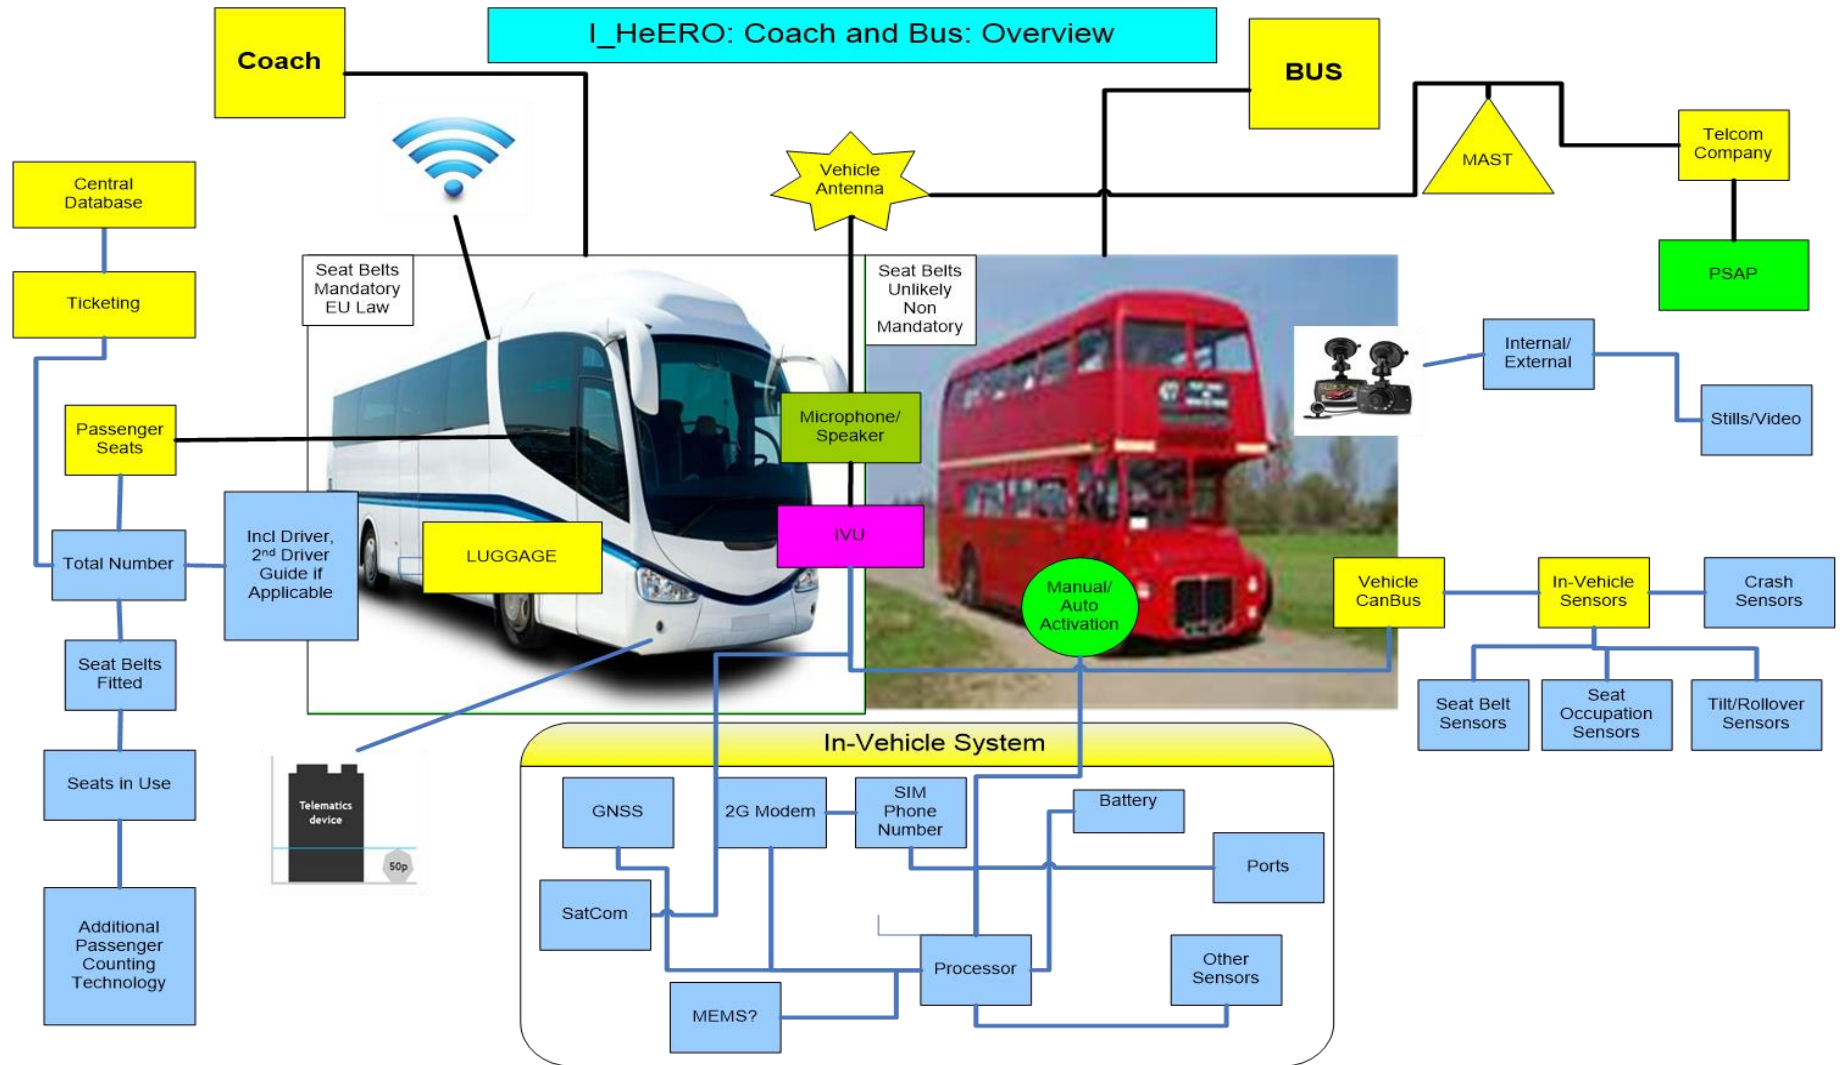 I_HeERO: Coach and Bus: Overview
Coach
BUS
Central
Database
Ticketing
Passenger
Seats
Total Number
Incl Driver,
2nd Driver
Guide if
Applicable
Seat Belts
Fitted
Seats in Use
Additional
Passenger
Counting
Technology
Seat Belts
Mandatory
EU Law
LUGGAGE
Vehicle
Antenna
Microphone/
Speaker
IVU
Seat Belts
Unlikely
Non
Mandatory
Manual/
Auto
Activation
MAST
Telcom
Company
PSAP
Internal/
External
Stills/Video
Vehicle
CanBus
In-Vehicle
Sensors
Crash
Sensors
Seat Belt
Sensors
Seat
Occupation
Sensors
Tilt/Rollover
Sensors
Telematics
device
50p
In-Vehicle System
GNSS
2G Modem
SIM
Phone
Number
Battery
Ports
SatCom
Processor
Other
Sensors
MEMS?